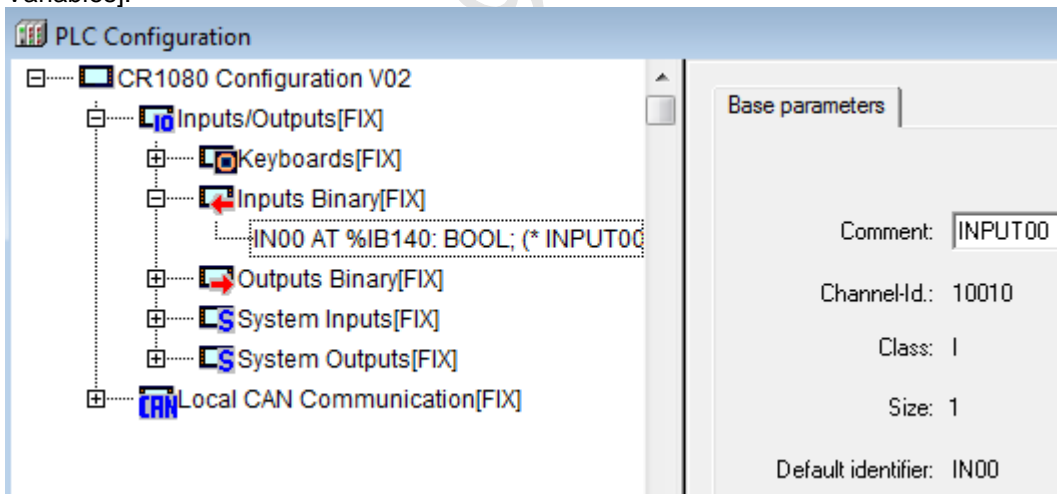 Variables].
PLC Configuration
CR1080 Configuration V02
Inputs/Outputs[FIX]
Keyboards[FIX]
Inputs Binary[FIX]
IN00 AT %IB140: BOOL; (* INPUT00
Outputs Binary[FIX]
System Inputs[FIX]
System Outputs[FIX]
Local CAN Communication[FIX]
Base parameters
Comment: INPUT00
Channel-Id.: 10010
Class: I
Size: 1
Default identifier: IN00